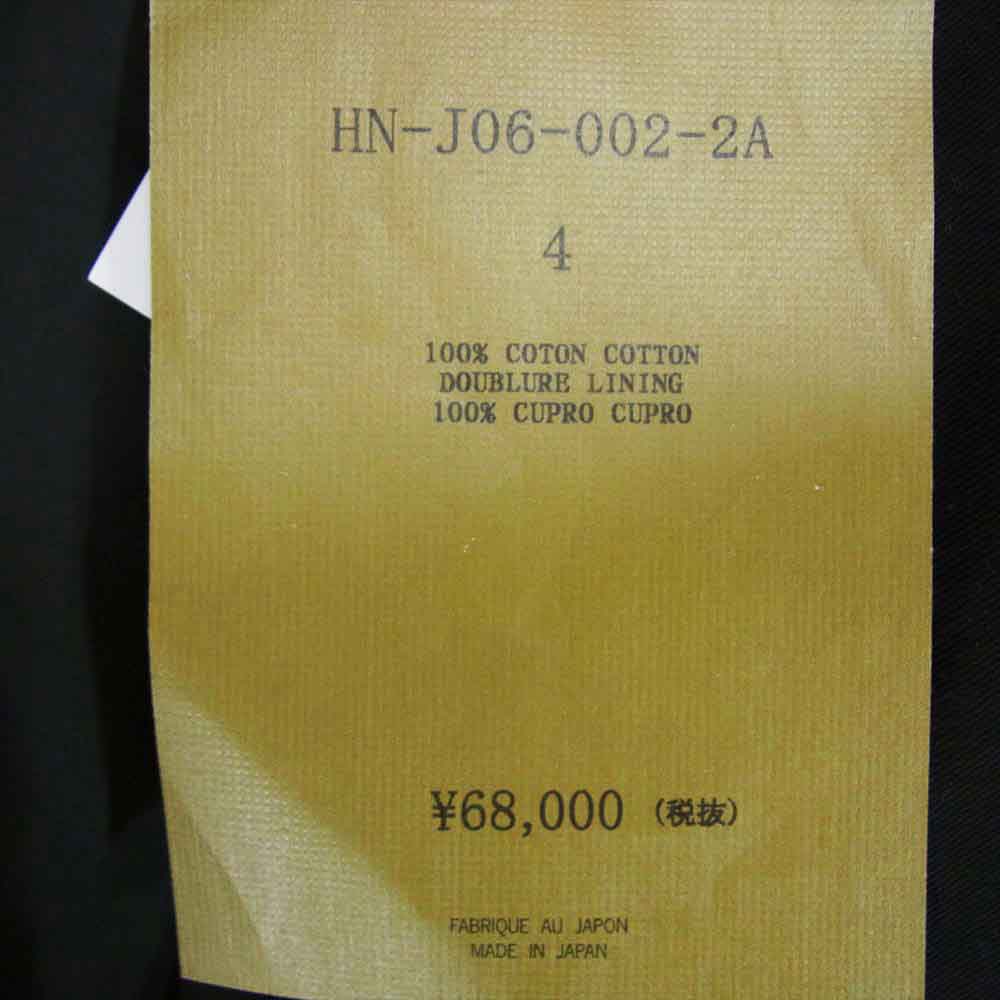 HN-J06-002-2A
4
100% COTON COTTON
DOUBLURE LINING
100% CUPRO CUPRO
¥68,000 (税抜)
FABRIQUE AU JAPON
MADE IN JAPAN